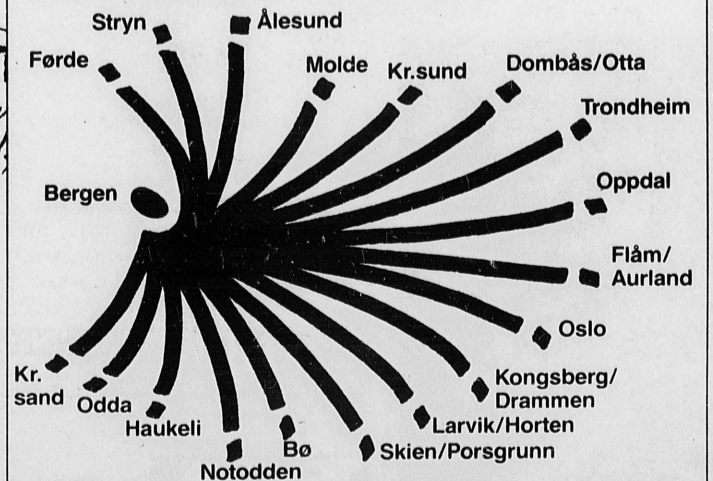 Stryn
Ålesund
Førde
Molde
Kr.sund
Dombås/Otta
Trondheim
Bergen
Oppdal
Flåm/
Aurland
Oslo
Kongsberg/
Drammen
Larvik/Horten
Skien/Porsgrunn
Bø
Notodden
Haukeli
Odda
Kr.
sand